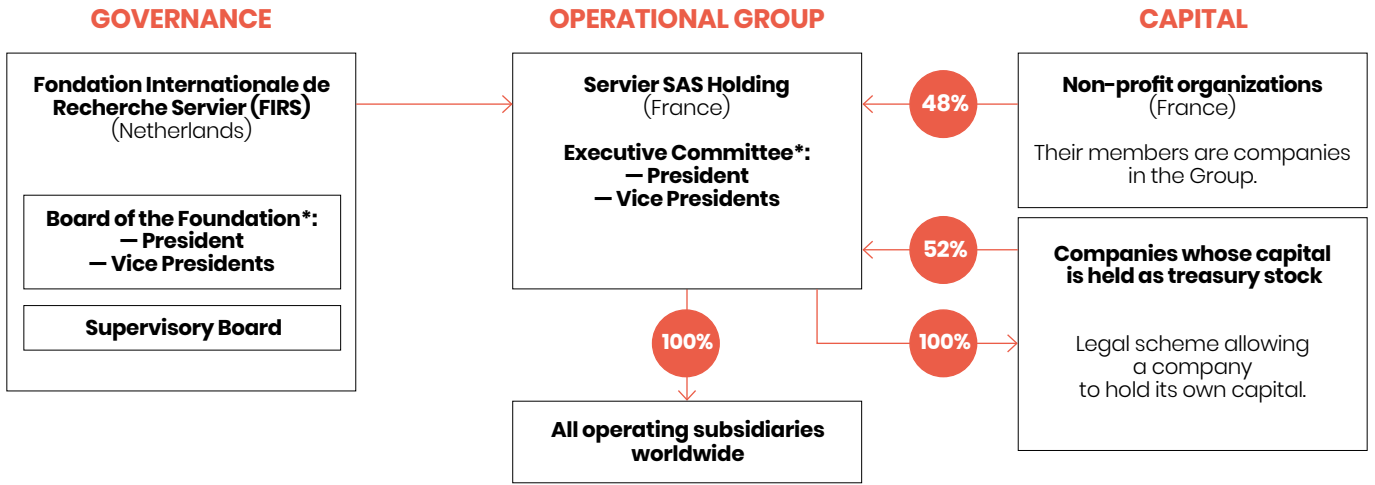 GOVERNANCE
Fondation Internationale de
Recherche Servier (FIRS)
(Netherlands)
Board of the Foundation*:
— President
— Vice Presidents
Supervisory Board
OPERATIONAL GROUP
Servier SAS Holding
(France)
Executive Committee*:
— President
— Vice Presidents
100%
All operating subsidiaries
worldwide
48%
52%
100%
CAPITAL
Non-profit organizations
(France)
Their members are companies
in the Group.
Companies whose capital
is held as treasury stock
Legal scheme allowing
a company
to hold its own capital.